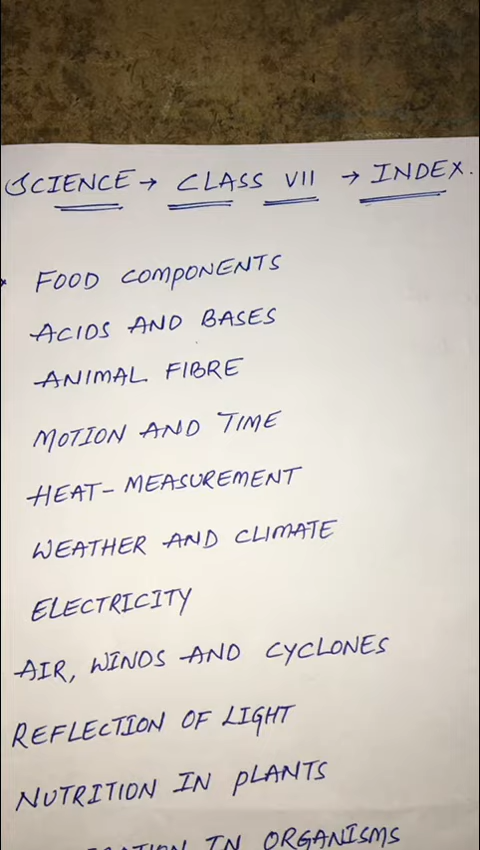 SCIENCE → CLASS VII → INDEX.
FOOD COMPONENTS
ACIDS AND BASES
ANIMAL FIBRE
MOTION AND TIME
HEAT-MEASUREMENT
WEATHER AND CLIMATE
ELECTRICITY
AIR, WINDS AND CYCLONES
REFLECTION OF LIGHT
NUTRITION IN PLANTS
IN ORGANISMS